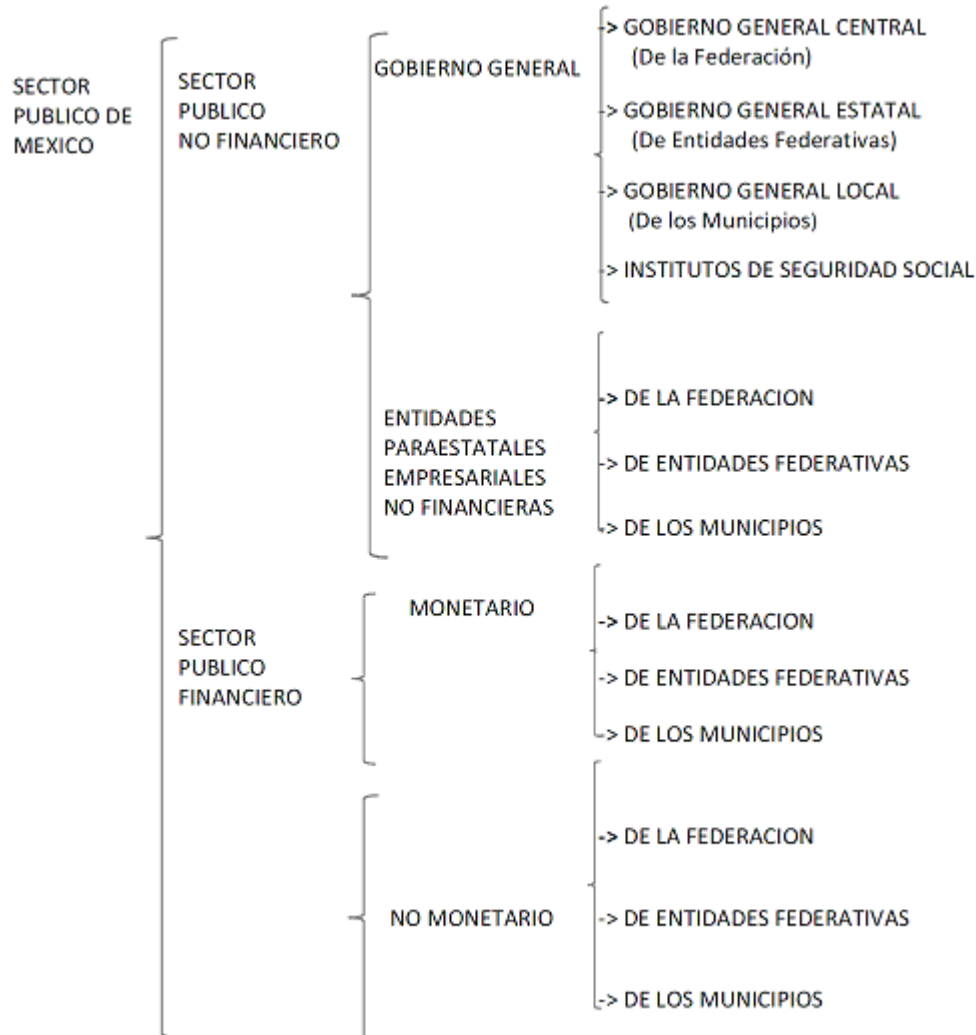 SECTOR
PUBLICO DE
MEXICO
SECTOR
PUBLICO
NO FINANCIERO
GOBIERNO GENERAL
-> GOBIERNO GENERAL CENTRAL
(De la Federación)
-> GOBIERNO GENERAL ESTATAL
(De Entidades Federativas)
-> GOBIERNO GENERAL LOCAL
(De los Municipios)
-> INSTITUTOS DE SEGURIDAD SOCIAL
ENTIDADES
PARAESTATALES
EMPRESARIALES
NO FINANCIERAS
-> DE LA FEDERACION
-> DE ENTIDADES FEDERATIVAS
-> DE LOS MUNICIPIOS
SECTOR
PUBLICO
FINANCIERO
MONETARIO
-> DE LA FEDERACION
-> DE ENTIDADES FEDERATIVAS
-> DE LOS MUNICIPIOS
NO MONETARIO
-> DE LA FEDERACION
-> DE ENTIDADES FEDERATIVAS
-> DE LOS MUNICIPIOS